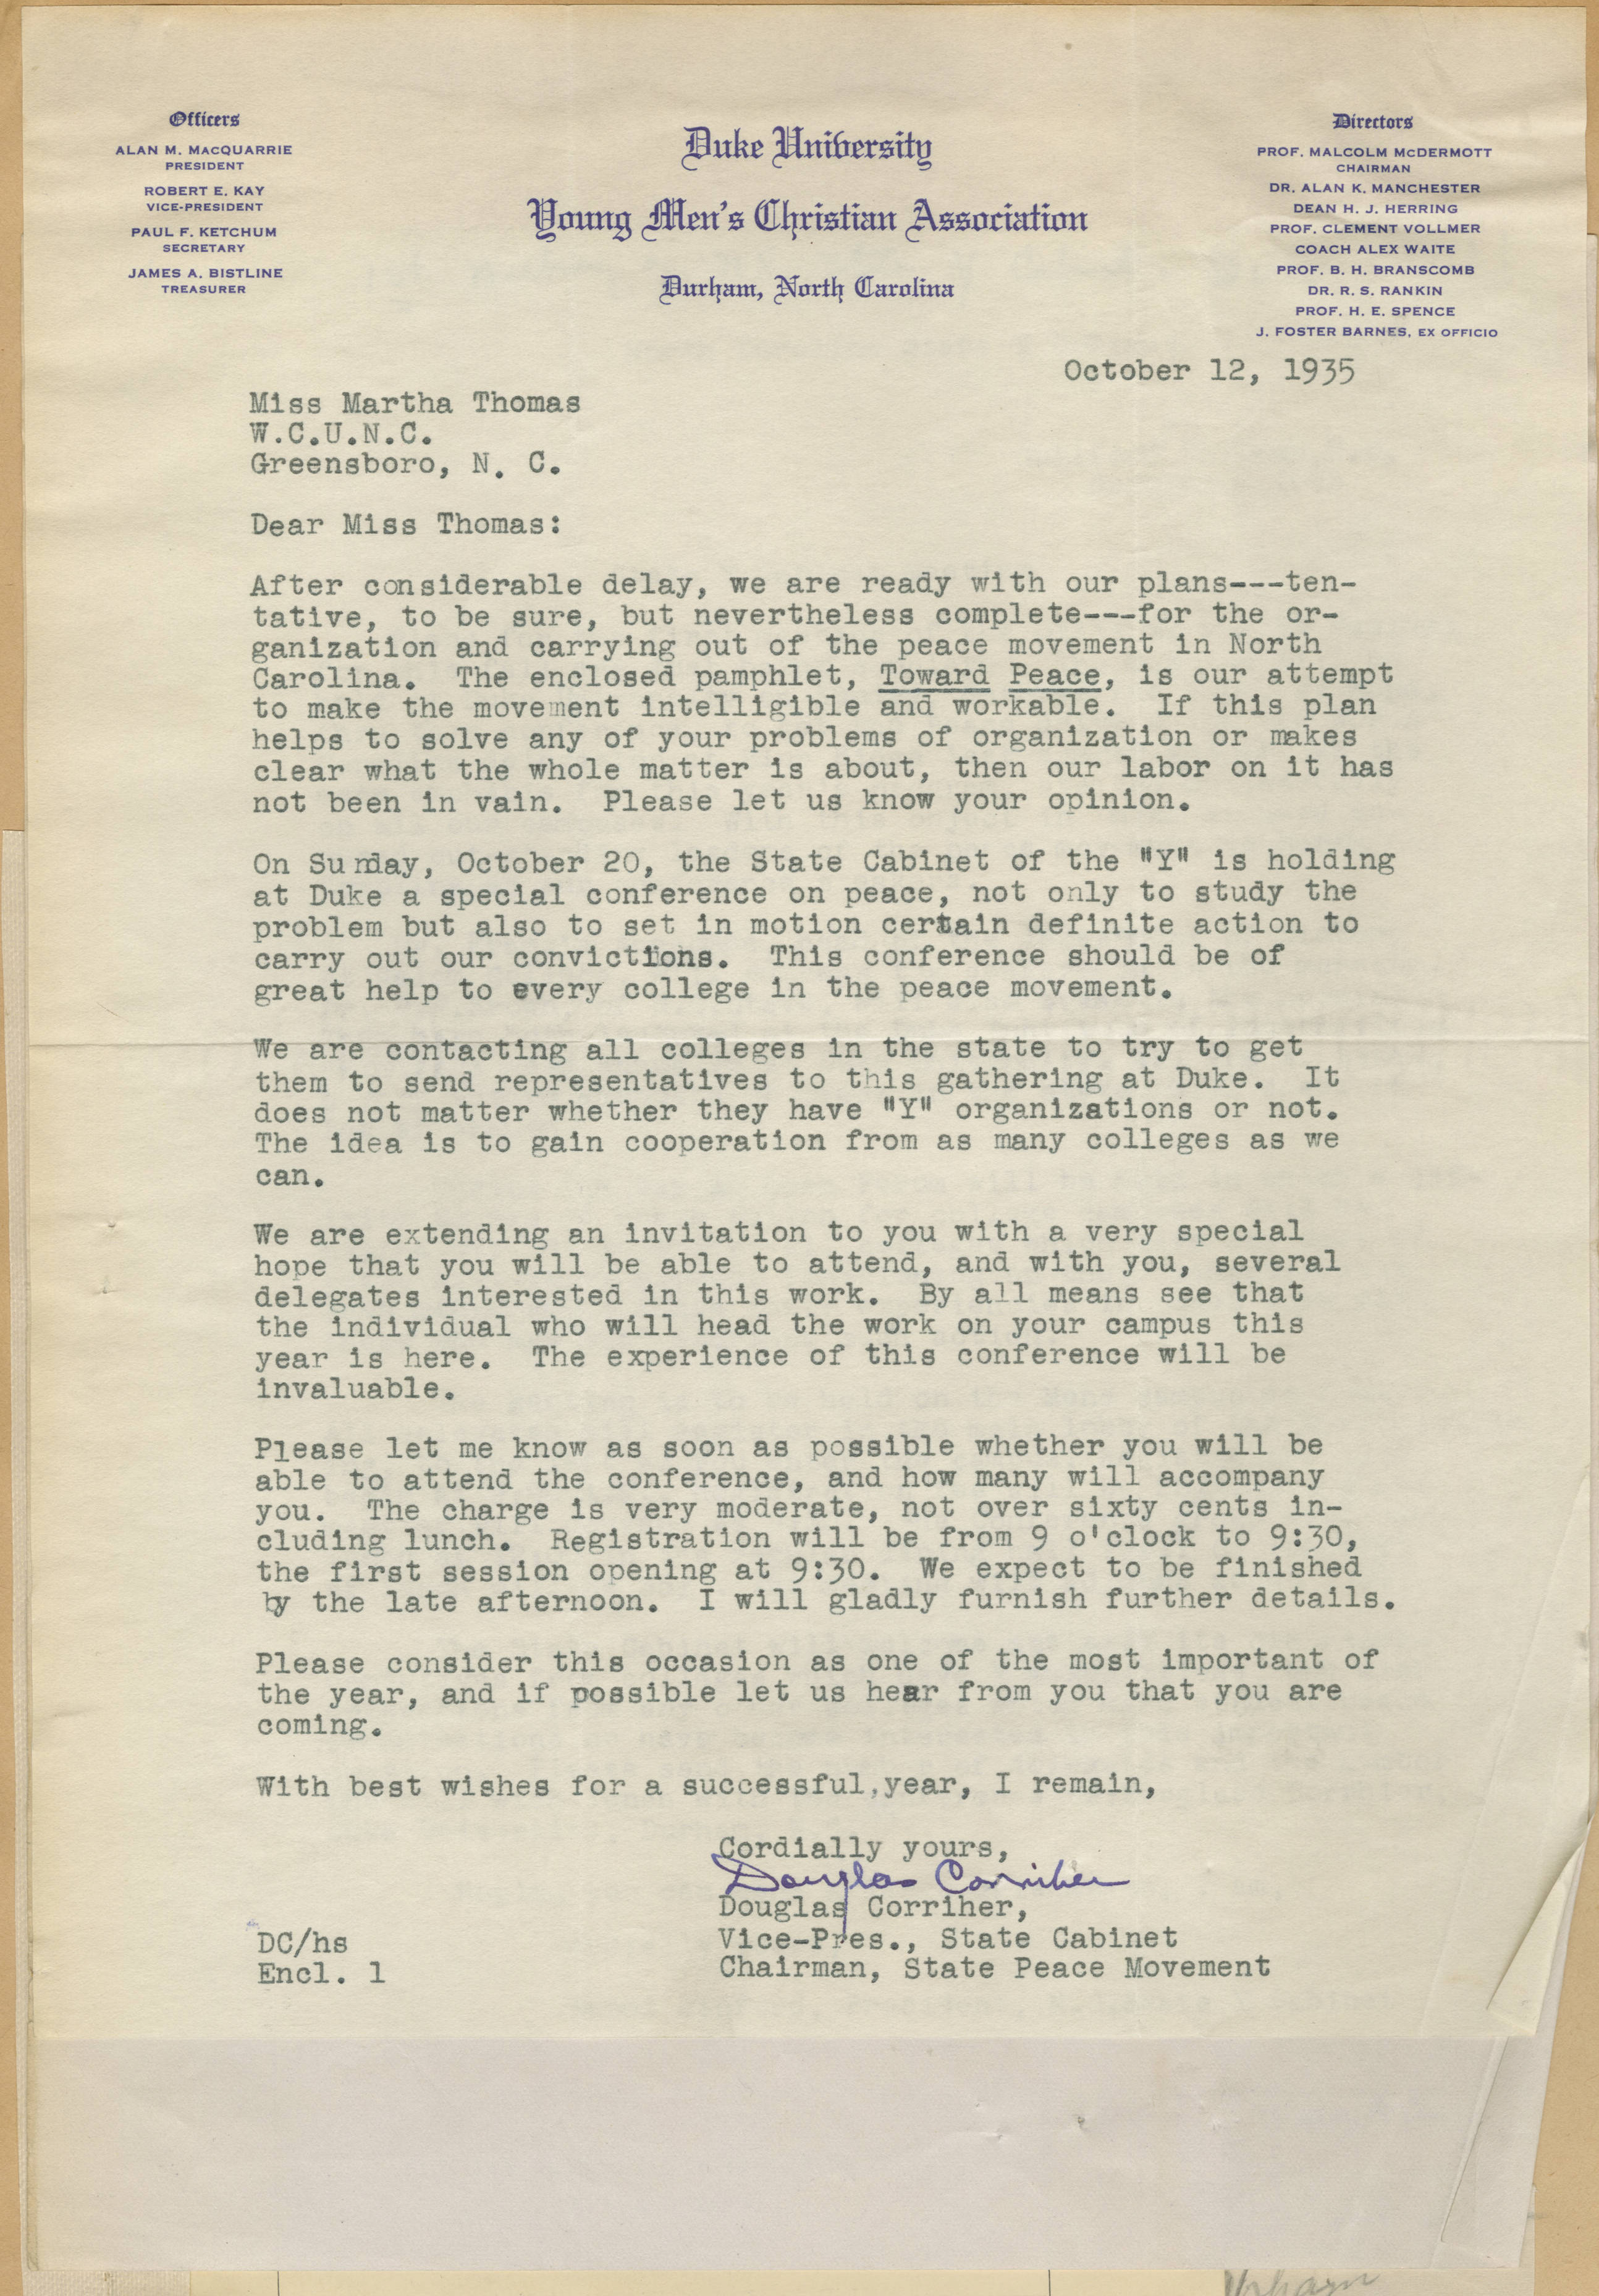 Officers
ALAN M. MACQUARRIE
PRESIDENT
ROBERT E. KAY
VICE-PRESIDENT
PAUL F. KETCHUM
SECRETARY
JAMES A. BISTLINE
TREASURER
Duke University
Young Men's Christian Association
Durham, North Carolina
Directors
PROF. MALCOLM McDERMOTT
CHAIRMAN
DR. ALAN K. MANCHESTER
DEAN H. J. HERRING
PROF. CLEMENT VOLLMER
COACH ALEX WAITE
PROF. B. H. BRANSCOMB
DR. R. S. RANKIN
PROF. H. E. SPENCE
J. FOSTER BARNES, EX OFFICIO
October 12, 1935
Miss Martha Thomas
W.C.U.N.C.
Greensboro, N. C.
Dear Miss Thomas:
After considerable delay, we are ready with our plans---ten-
tative, to be sure, but nevertheless complete---for the or-
ganization and carrying out of the peace movement in North
Carolina. The enclosed pamphlet, Toward Peace, is our attempt
to make the movement intelligible and workable. If this plan
helps to solve any of your problems of organization or makes
clear what the whole matter is about, then our labor on it has
not been in vain. Please let us know your opinion.
On Sunday, October 20, the State Cabinet of the "Y" is holding
at Duke a special conference on peace, not only to study the
problem but also to set in motion certain definite action to
carry out our convictions. This conference should be of
great help to every college in the peace movement.
We are contacting all colleges in the state to try to get
them to send representatives to this gathering at Duke. It
does not matter whether they have "Y" organizations or not.
The idea is to gain cooperation from as many colleges as we
can.
We are extending an invitation to you with a very special
hope that you will be able to attend, and with you, several
delegates interested in this work. By all means see that
the individual who will head the work on your campus this
year is here. The experience of this conference will be
invaluable.
Please let me know as soon as possible whether you will be
able to attend the conference, and how many will accompany
you. The charge is very moderate, not over sixty cents in-
cluding lunch. Registration will be from 9 o'clock to 9:30,
the first session opening at 9:30. We expect to be finished
by the late afternoon. I will gladly furnish further details.
Please consider this occasion as one of the most important of
the year, and if possible let us hear from you that you are
coming.
With best wishes for a successful,year, I remain,
Cordially yours,
Douglas Corriher
Douglas Corriher,
Vice-Pres., State Cabinet
Chairman, State Peace Movement
DC/hs
Encl. 1